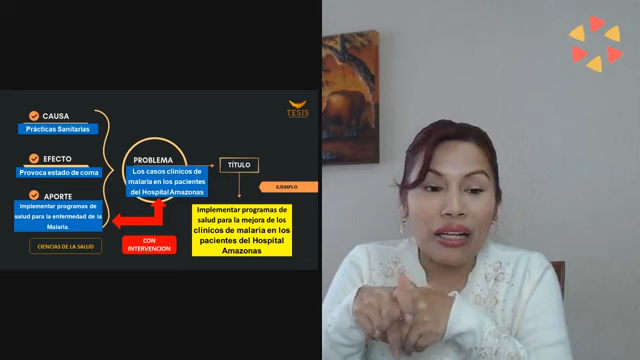 CAUSA
Prácticas Sanitarias
EFECTO
Provoca estado de coma
APORTE
Implementar programas de
salud para la enfermedad de la
Malaria.
CIENCIAS DE LA SALUD
PROBLEMA
Los casos clínicos de
malaria en los pacientes
del Hospital Amazonas
CON
INTERVENCION
TESIS
TÍTULO
EJEMPLO
Implementar programas de
salud para la mejora de los
clínicos de malaria en los
pacientes del Hospital
Amazonas